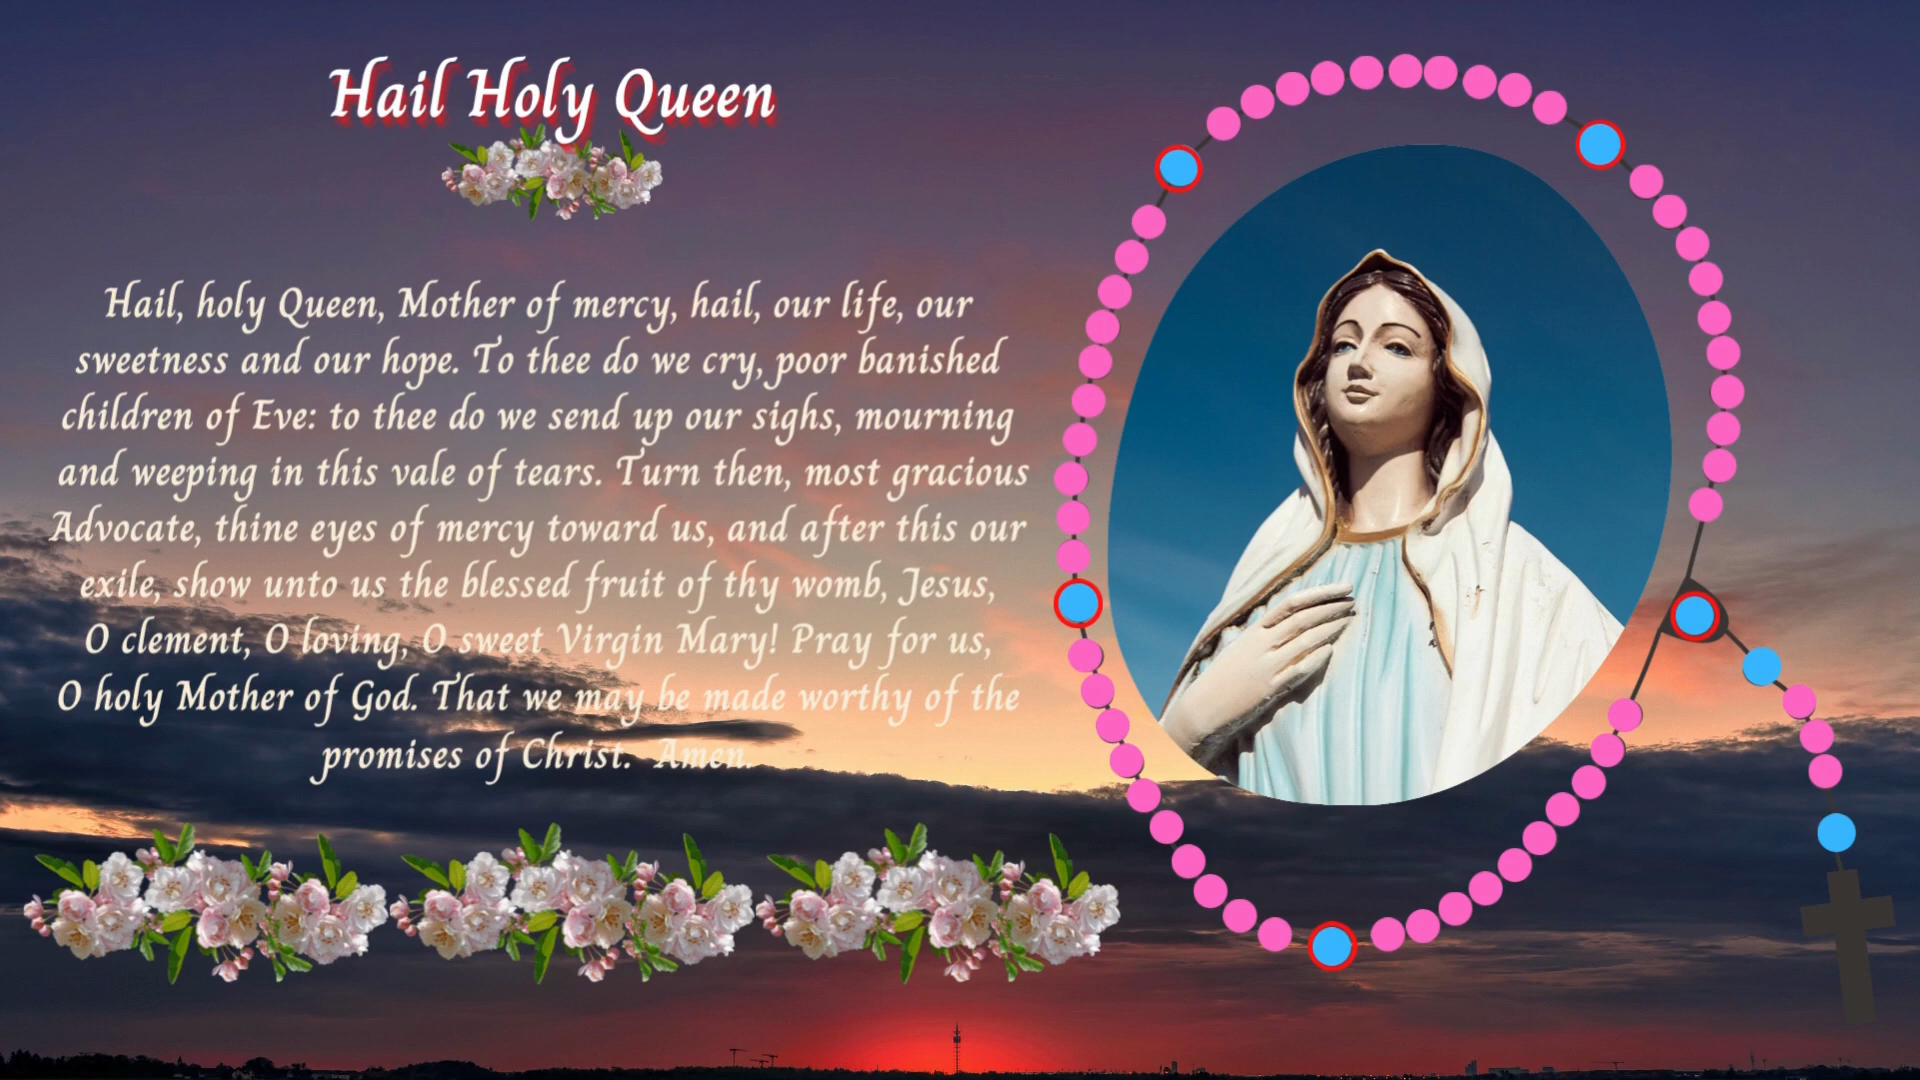 Hail Holy Queen
Hail, holy Queen, Mother of mercy, hail, our life, our
sweetness and our hope. To thee do we cry, poor banished
children of Eve: to thee do we send up our sighs, mourning
and weeping in this vale of tears. Turn then, most gracious
Advocate, thine eyes of mercy toward us, and after this our
exile, show unto us the blessed fruit of thy womb, Jesus,
O clement, O loving, O sweet Virgin Mary! Pray for us,
O holy Mother of God. That we may be made worthy of the
promises of Christ. Amen.